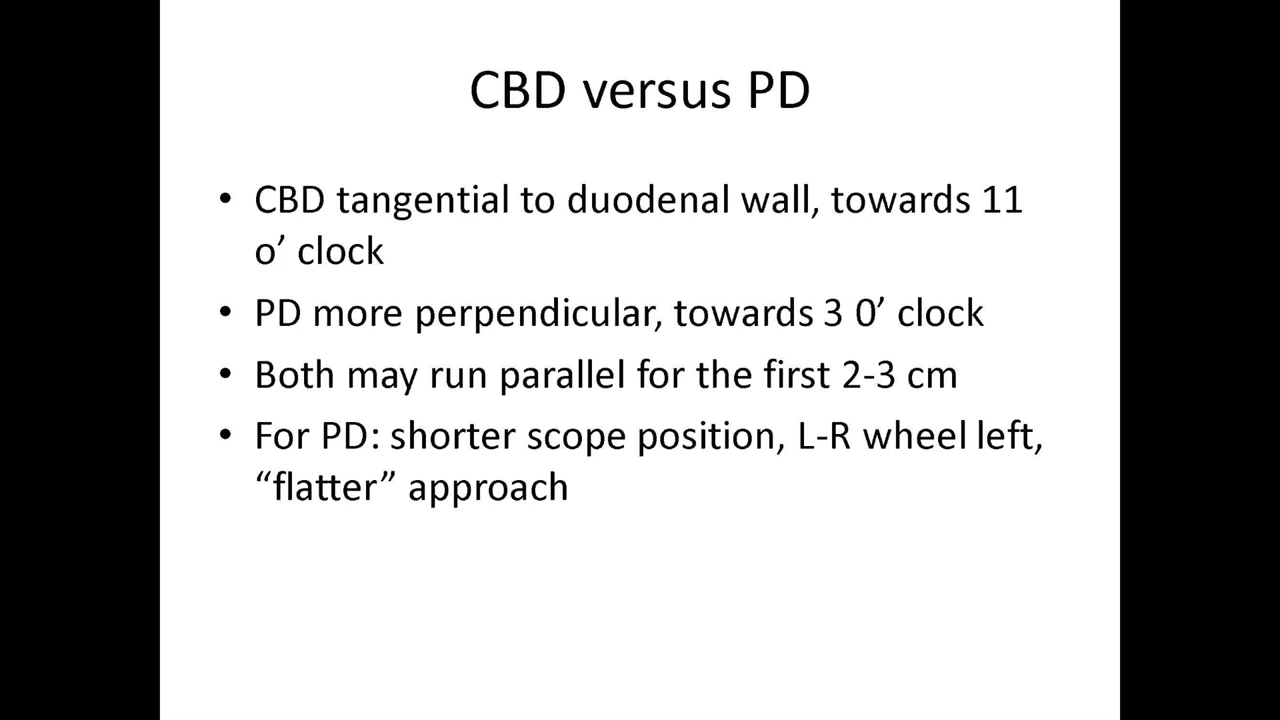 CBD versus PD
• CBD tangential to duodenal wall, towards 11
o’ clock
• PD more perpendicular, towards 3 0’ clock
• Both may run parallel for the first 2-3 cm
• For PD: shorter scope position, L-R wheel left,
“flatter” approach